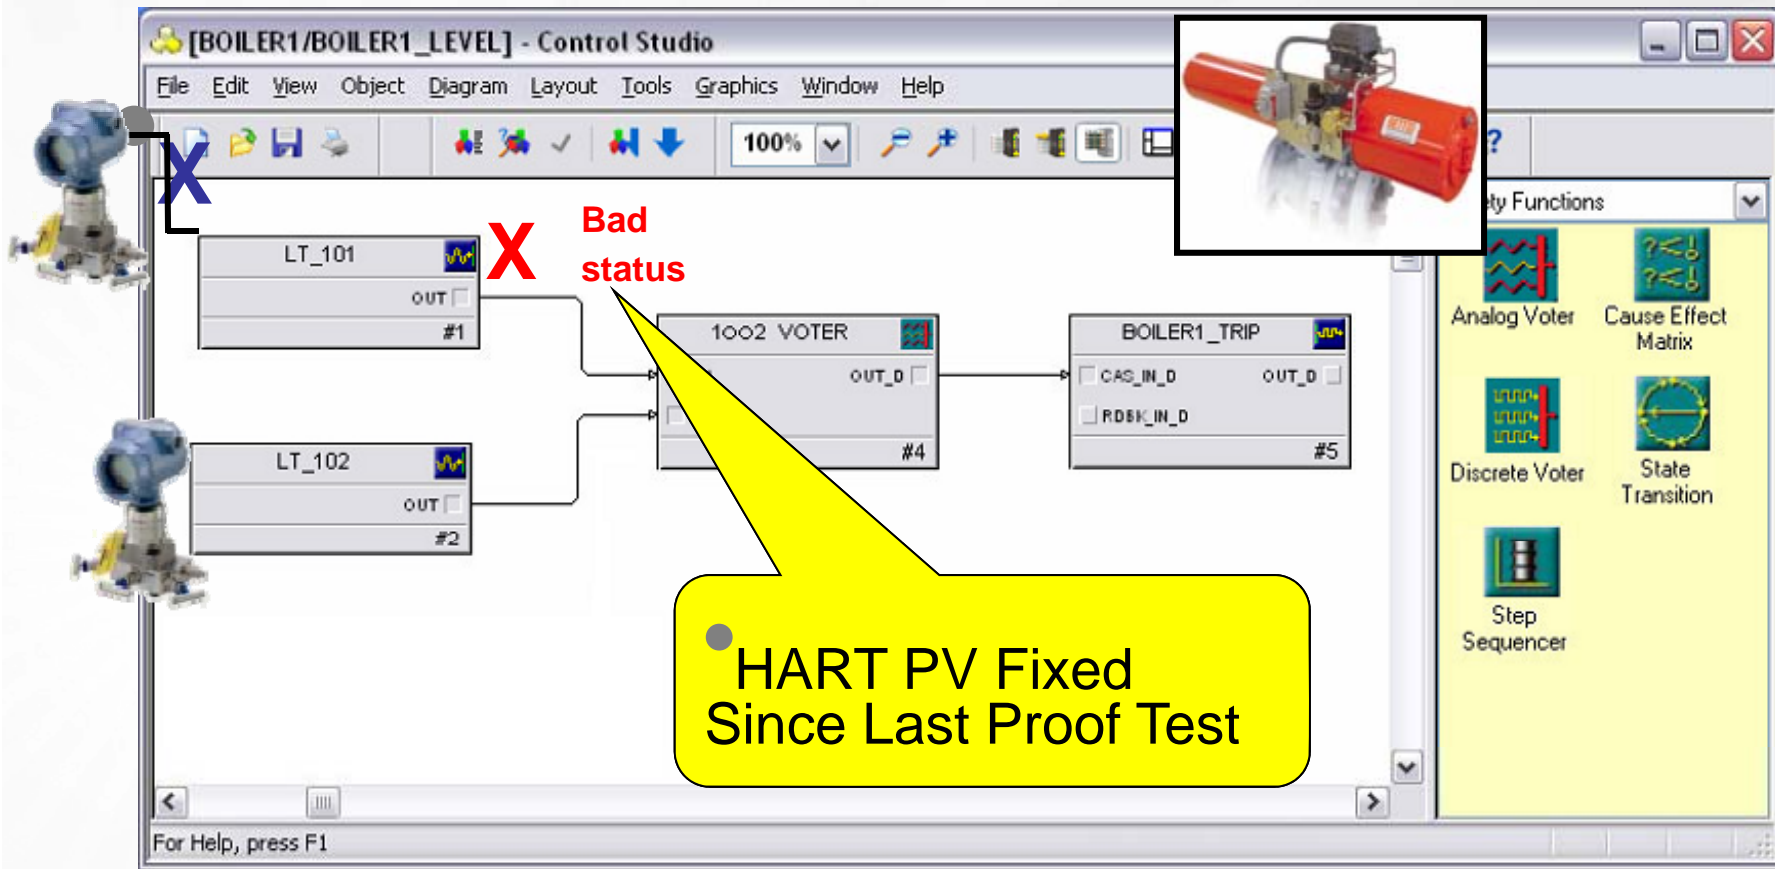 [BOILER1/BOILER1_LEVEL] - Control Studio
File Edit View Object Diagram Layout Tools Graphics Window Help
100%
?
X
X
Bad
status
LT_101
OUT
#1
1oo2 VOTER
OUT_D
#4
BOILER1_TRIP
CAS_IN_D OUT_D
RDBK_IN_D
#5
LT_102
OUT
#2
HART PV Fixed
Since Last Proof Test
Functions
Analog Voter
Cause Effect
Matrix
Discrete Voter
State
Transition
Step
Sequencer
For Help, press F1